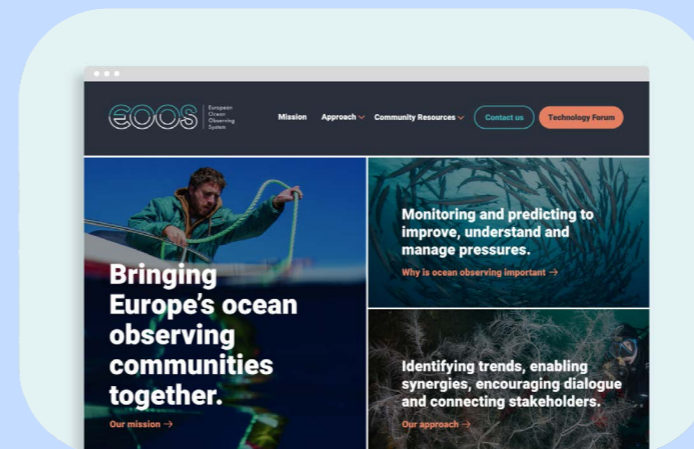 EOOS
European
Ocean
Observing
System
Mission Approach Community Resources Contact us Technology Forum
Bringing
Europe's ocean
observing
communities
together.
Our mission →
Monitoring and predicting to
improve, understand and
manage pressures.
Why is ocean observing important →
Identifying trends, enabling
synergies, encouraging dialogue
and connecting stakeholders.
Our approach →